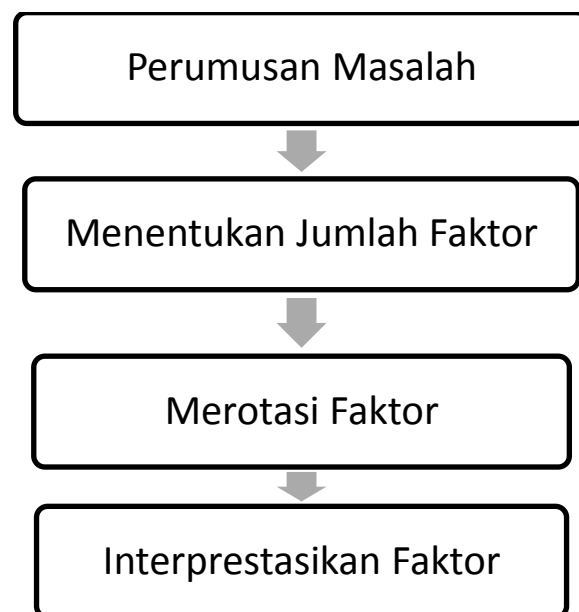 Perumusan Masalah
Menentukan Jumlah Faktor
Merotasi Faktor
Interprestasikan Faktor